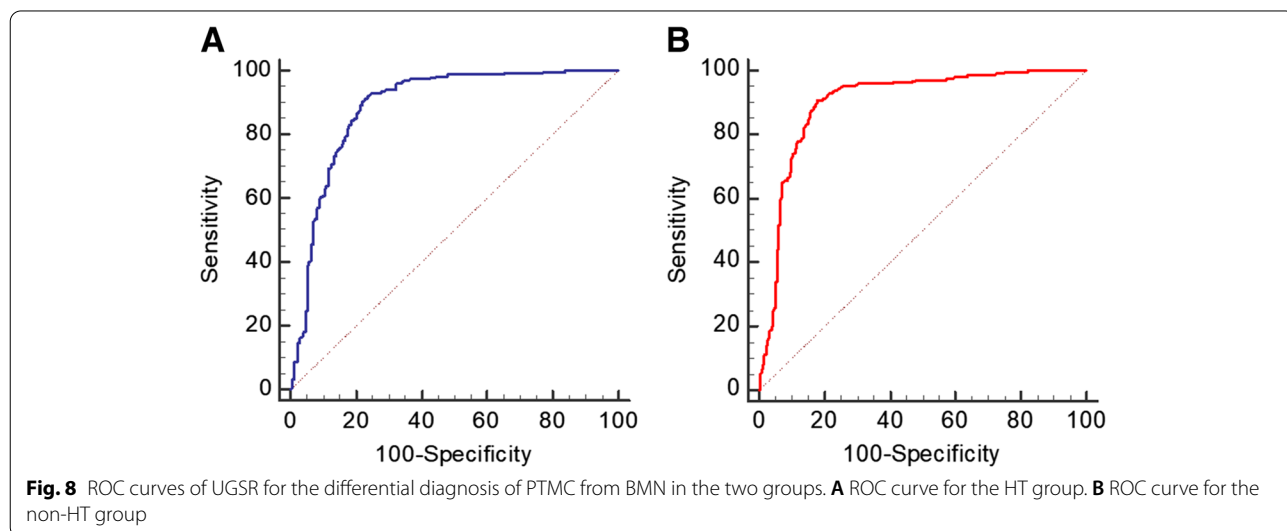 A
B
100
80
60
40
20
0
Sensitivity
0 20 40 60 80 100
100-Specificity
100
80
60
40
20
0
Sensitivity
0 20 40 60 80 100
100-Specificity
Fig. 8 ROC curves of UGSR for the differential diagnosis of PTMC from BMN in the two groups. A ROC curve for the HT group. B ROC curve for the
non-HT group